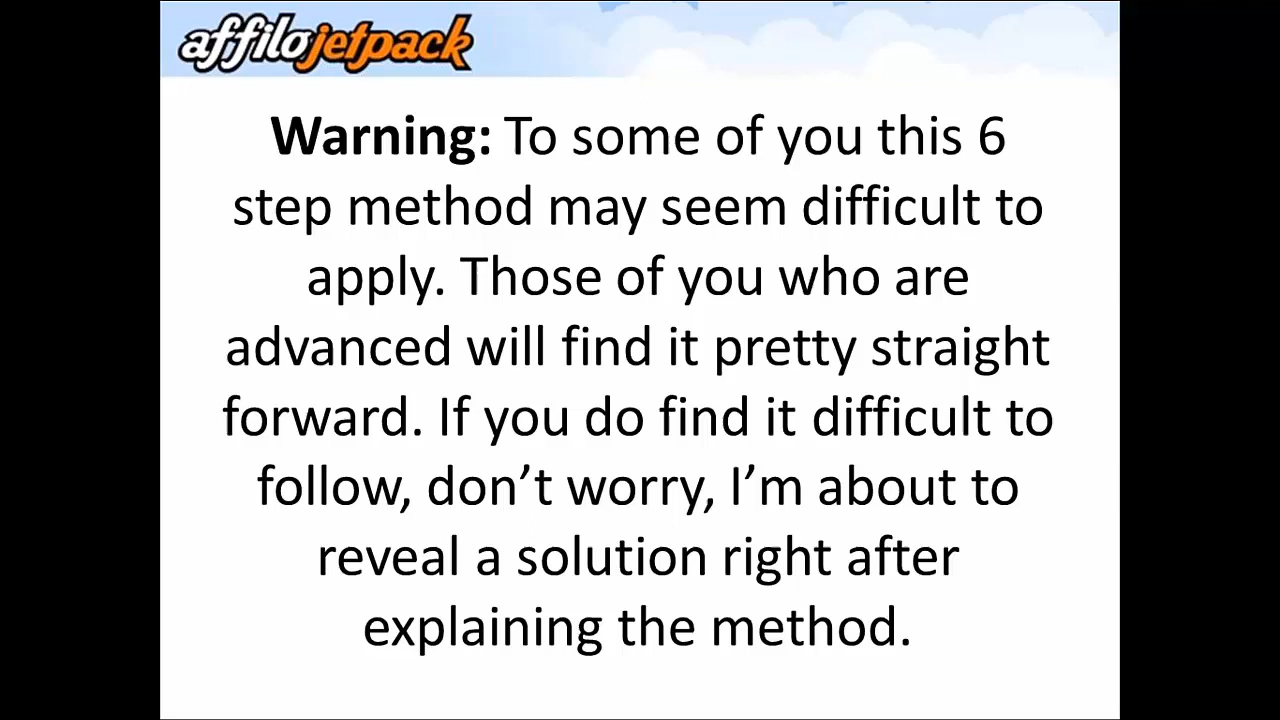 affilojetpack
Warning: To some of you this 6
step method may seem difficult to
apply. Those of you who are
advanced will find it pretty straight
forward. If you do find it difficult to
follow, don’t worry, I’m about to
reveal a solution right after
explaining the method.